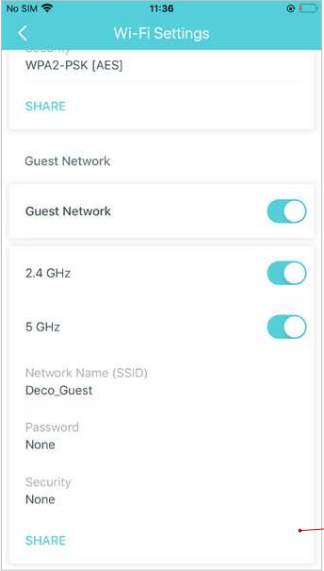 No SIM 11:36
Wi-Fi Settings
Security
WPA2-PSK [AES]
SHARE
Guest Network
Guest Network
2.4 GHz
5 GHz
Network Name (SSID)
Deco_Guest
Password
None
Security
None
SHARE